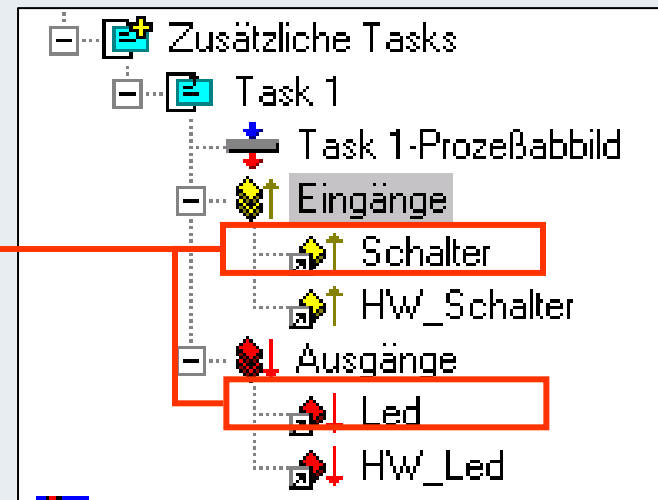 Zusätzliche Tasks
Task 1
Task 1-Prozeßabbild
Eingänge
Schalter
HW_Schalter
Ausgänge
Led
HW_Led